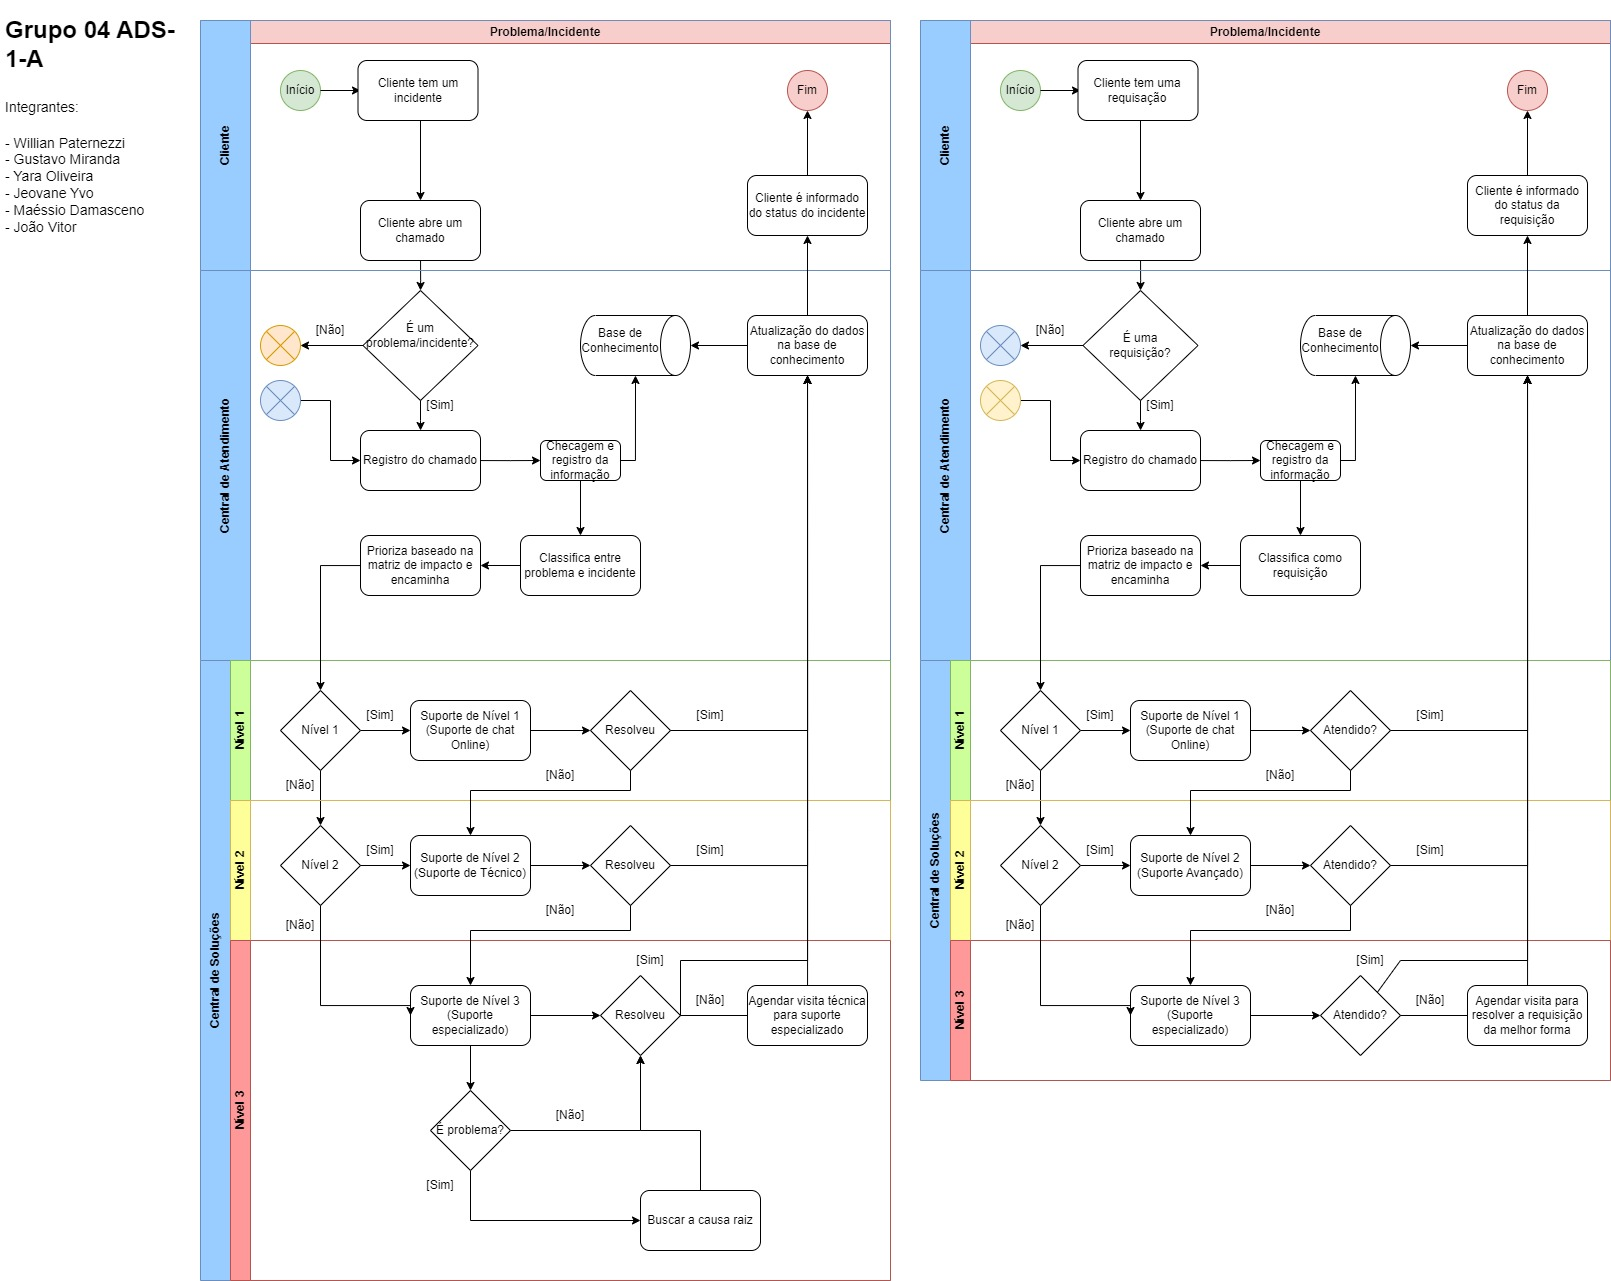 Grupo 04 ADS-
1-A
Integrantes:
- Willian Paternezzi
- Gustavo Miranda
- Yara Oliveira
- Jeovane Yvo
- Maéssio Damasceno
- João Vitor
Problema/Incidente
Cliente
Início
Cliente tem um
incidente
Fim
Cliente abre um
chamado
Cliente é informado
do status do incidente
Central de Atendimento
É um
problema/incidente?
[Não]
[Sim]
Base de
Conhecimento
Atualização do dados
na base de
conhecimento
Registro do chamado
Checagem e
registro da
informação
Prioriza baseado na
matriz de impacto e
encaminha
Classifica entre
problema e incidente
Central de Soluções
Nível 1
Nível 1
[Sim]
Suporte de Nível 1
(Suporte de chat
Online)
Resolveu
[Sim]
[Não]
[Não]
Nível 2
Nível 2
[Sim]
Suporte de Nível 2
(Suporte de Técnico)
Resolveu
[Sim]
[Não]
[Não]
Nível 3
Suporte de Nível 3
(Suporte
especializado)
Resolveu
[Sim]
[Não]
Agendar visita técnica
para suporte
especializado
É problema?
[Não]
[Sim]
Buscar a causa raiz
Problema/Incidente
Cliente
Início
Cliente tem uma
requisação
Fim
Cliente abre um
chamado
Cliente é informado
do status da
requisição
Central de Atendimento
É uma
requisição?
[Não]
[Sim]
Base de
Conhecimento
Atualização do dados
na base de
conhecimento
Registro do chamado
Checagem e
registro da
informação
Prioriza baseado na
matriz de impacto e
encaminha
Classifica como
requisição
Central de Soluções
Nível 1
Nível 1
[Sim]
Suporte de Nível 1
(Suporte de chat
Online)
Atendido?
[Sim]
[Não]
[Não]
Nível 2
Nível 2
[Sim]
Suporte de Nível 2
(Suporte Avançado)
Atendido?
[Sim]
[Não]
[Não]
Nível 3
Suporte de Nível 3
(Suporte
especializado)
Atendido?
[Sim]
[Não]
Agendar visita para
resolver a requisição
da melhor forma